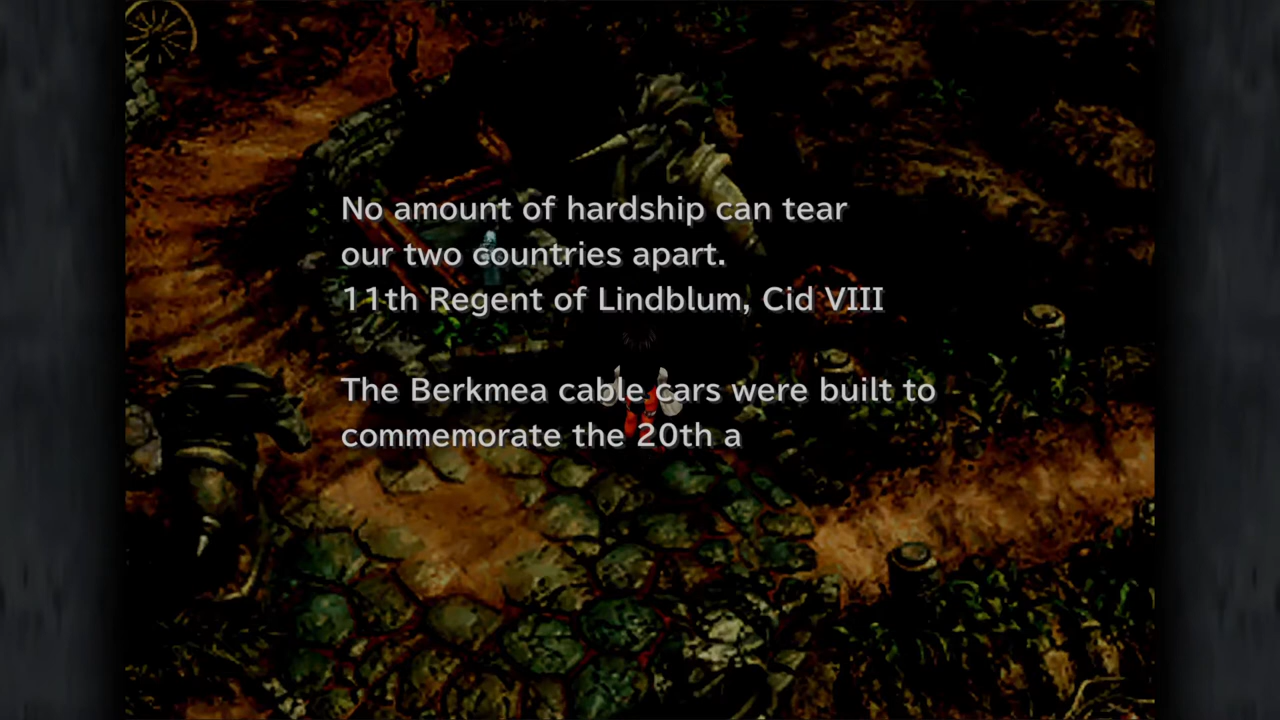 No amount of hardship can tear
our two countries apart.
11th Regent of Lindblum, Cid VIII
The Berkmea cable cars were built to
commemorate the 20th a